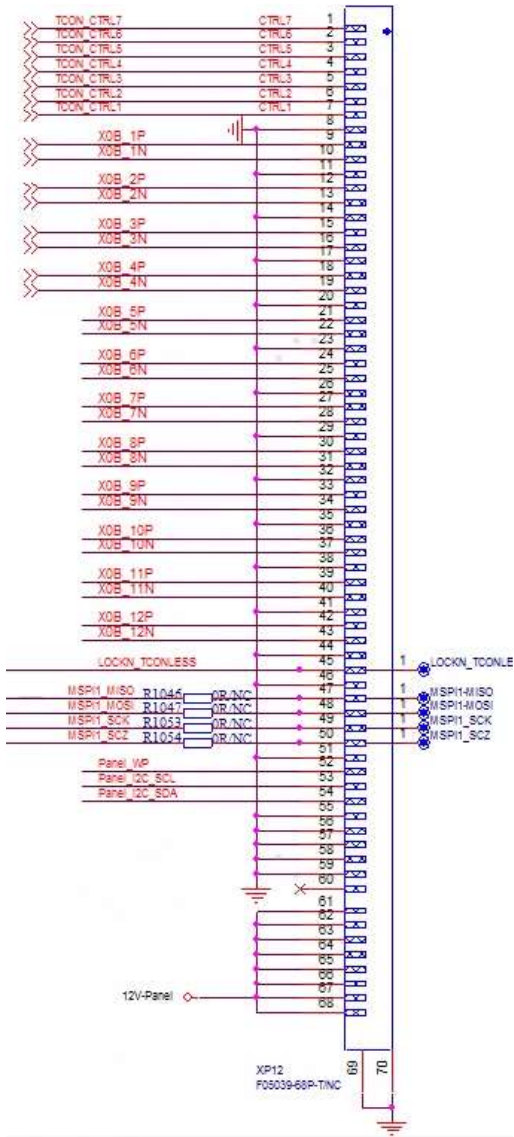 TCON_CTRL7 CTRL7 1
TCON_CTRL6 CTRL6 2
TCON_CTRL5 CTRL5 3
TCON_CTRL4 CTRL4 4
TCON_CTRL3 CTRL3 5
TCON_CTRL2 CTRL2 6
TCON_CTRL1 CTRL1 7
8
X0B_1P 9
X0B_1N 10
11
X0B_2P 12
X0B_2N 13
14
X0B_3P 15
X0B_3N 16
17
X0B_4P 18
X0B_4N 19
20
X0B_5P 21
X0B_5N 22
23
X0B_6P 24
X0B_6N 25
26
X0B_7P 27
X0B_7N 28
29
X0B_8P 30
X0B_8N 31
32
X0B_9P 33
X0B_9N 34
35
X0B_10P 36
X0B_10N 37
38
X0B_11P 39
X0B_11N 40
41
X0B_12P 42
X0B_12N 43
44
LOCKN_TCONLESS 45 1 LOCKN_TCONLE
46
MSPI1_MISO R1046 0R/NC 47 1 MSPI1-MISO
MSPI1_MOSI R1047 0R/NC 48 1 MSPI1-MOSI
MSPI1_SCK R1053 0R/NC 49 1 MSPI1_SCK
MSPI1_SCZ R1054 0R/NC 50 1 MSPI1_SCZ
51
Panel_WP 52
Panel_I2C_SCL 53
Panel_I2C_SDA 54
55
56
57
58
59
60
61
62
63
64
65
66
12V-Panel 67
68
XP12 69 70
F05039-68P-T/NC